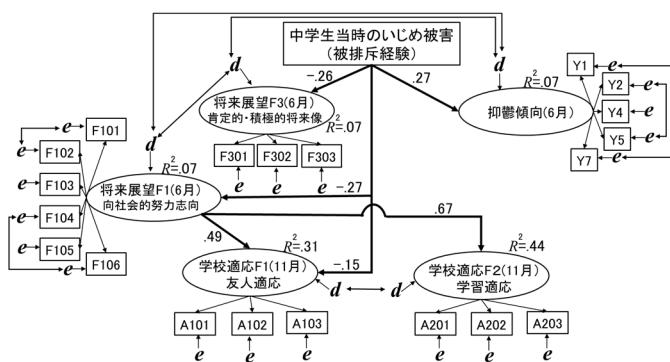 中学生当時のいじめ被害
(被排斥経験)
d
d
-.26
.27
R²=.07
Y1
e
Y2
e
Y4
e
Y5
e
Y7
e
将来展望F3(6月)
肯定的・積極的将来像
R²=.07
抑鬱傾向(6月)
e
F101
e
F102
e
F103
e
F104
e
F105
e
F106
d
R²=.07
F301
F302
F303
e
e
e
将来展望F1(6月)
向社会的努力志向
-.27
.67
.49
R²=.31
-.15
R²=.44
学校適応F1(11月)
友人適応
d
d
学校適応F2(11月)
学習適応
A101
A102
A103
A201
A202
A203
e
e
e
e
e
e